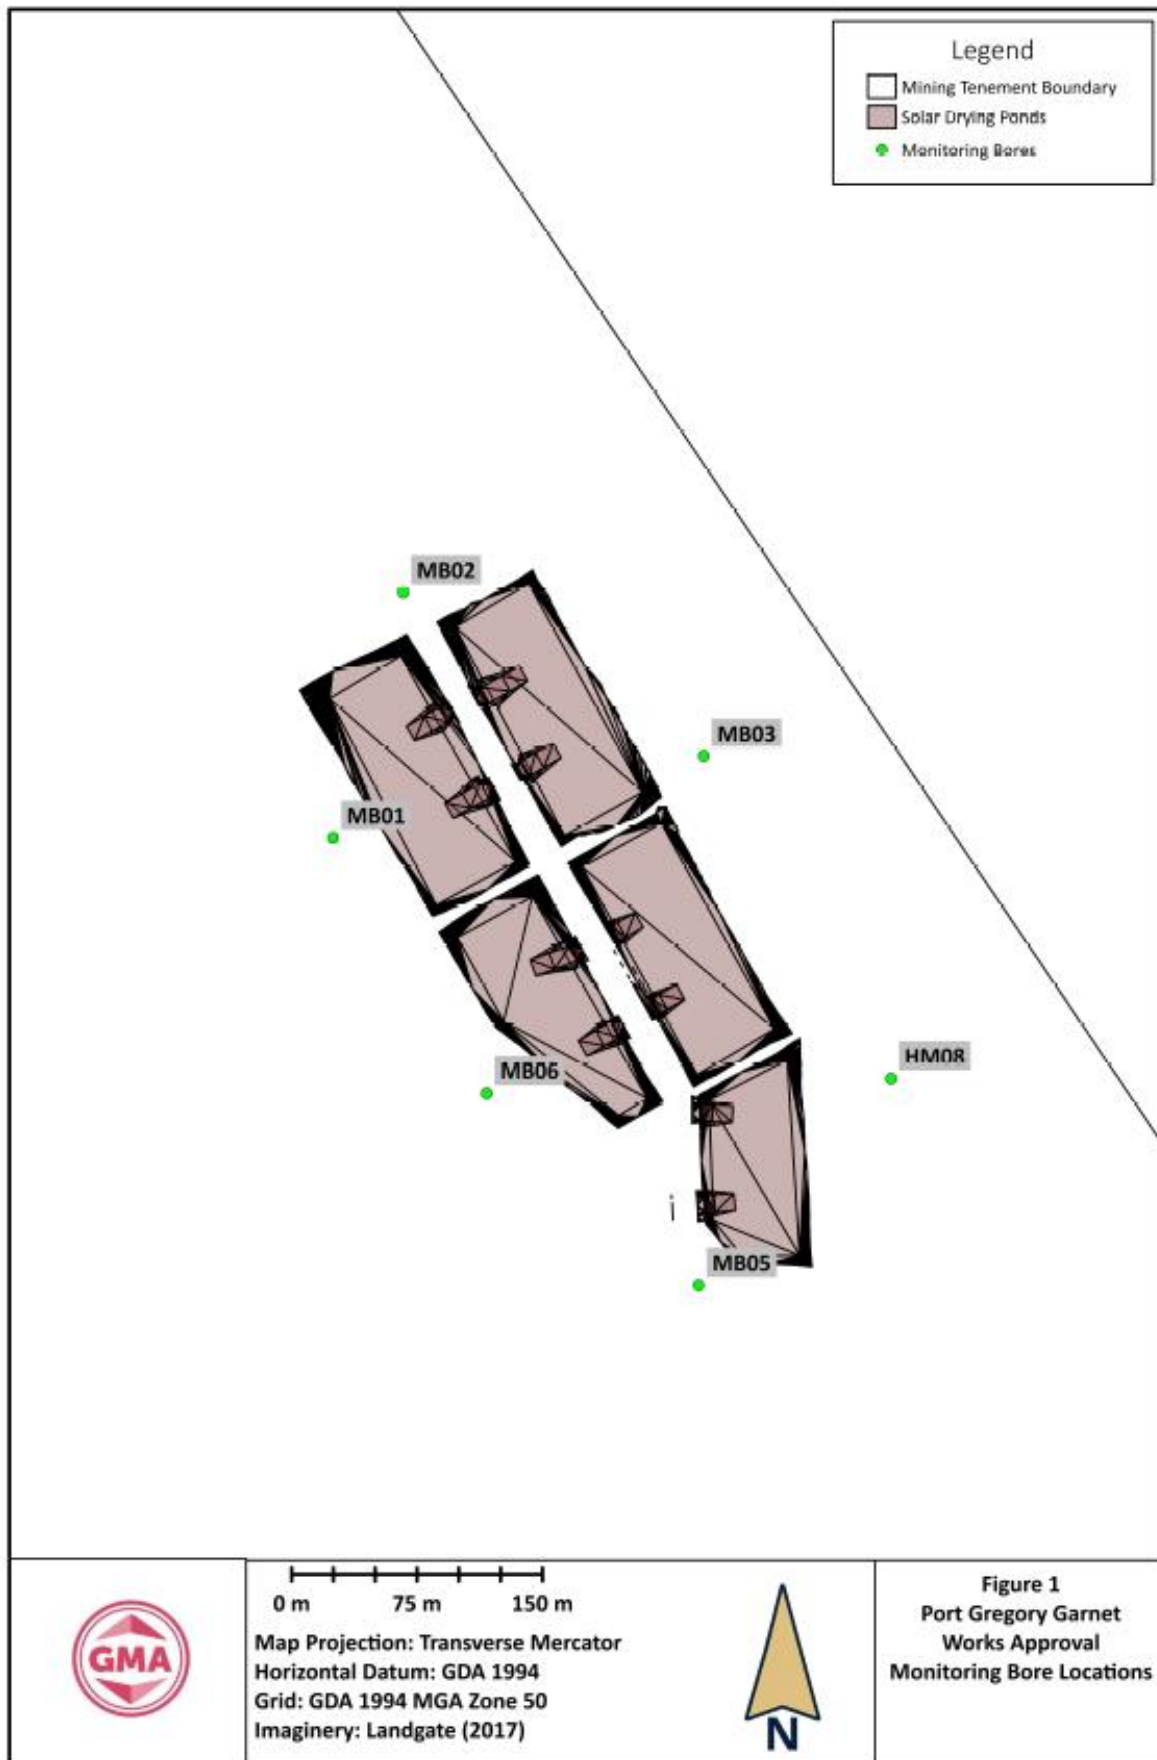 Legend
Mining Tenement Boundary
Solar Drying Ponds
Monitoring Bores
MB02
MB03
MB01
HM08
MB06
MB05
0 m 75 m 150 m
Map Projection: Transverse Mercator
Horizontal Datum: GDA 1994
Grid: GDA 1994 MGA Zone 50
Imaginery: Landgate (2017)
GMA
N
Figure 1
Port Gregory Garnet
Works Approval
Monitoring Bore Locations